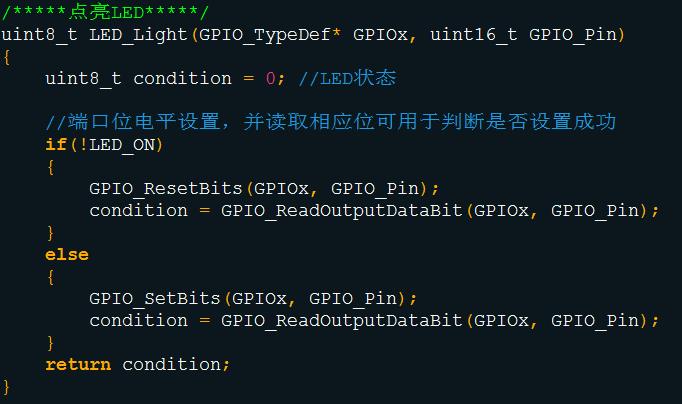 /*****点亮LED*****/
uint8_t LED_Light(GPIO_TypeDef* GPIOx, uint16_t GPIO_Pin)
{
    uint8_t condition = 0; //LED状态

    //端口位电平设置，并读取相应位可用于判断是否设置成功
    if(!LED_ON)
    {
        GPIO_ResetBits(GPIOx, GPIO_Pin);
        condition = GPIO_ReadOutputDataBit(GPIOx, GPIO_Pin);
    }
    else
    {
        GPIO_SetBits(GPIOx, GPIO_Pin);
        condition = GPIO_ReadOutputDataBit(GPIOx, GPIO_Pin);
    }
    return condition;
}